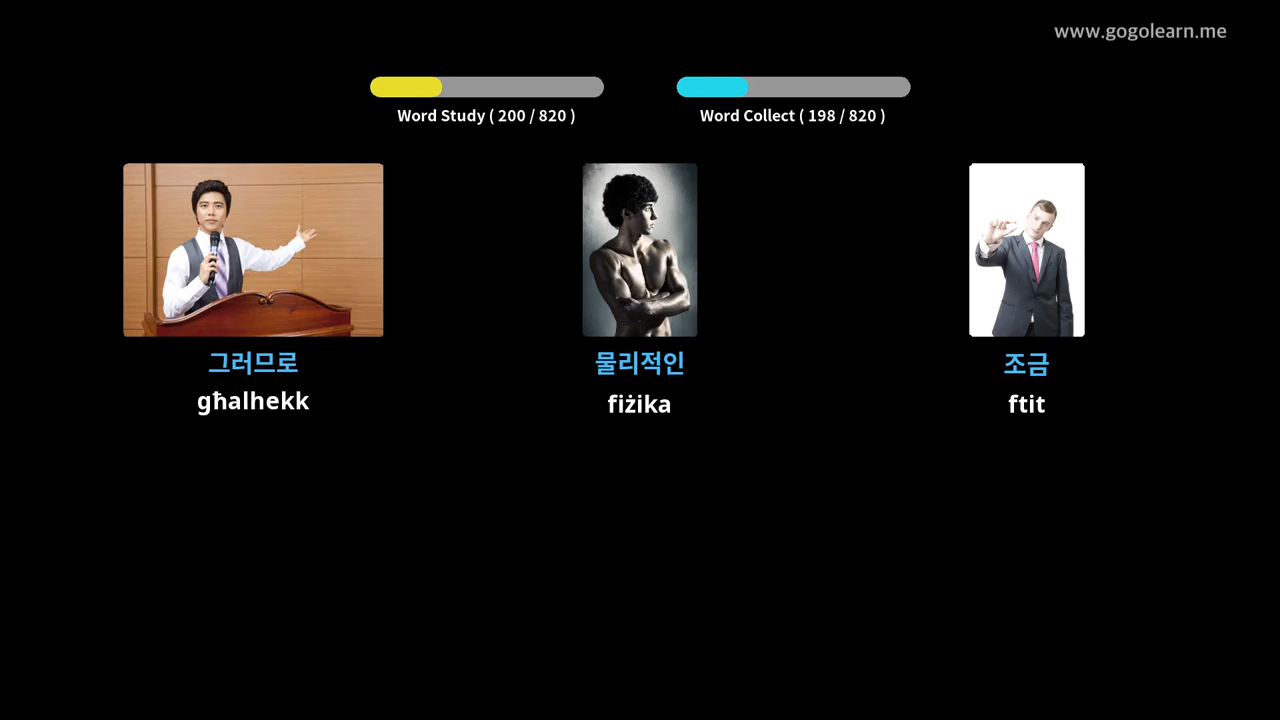 www.gogolearn.me
Word Study ( 200 / 820 )
Word Collect ( 198 / 820 )
그러므로
għalhekk
물리적인
fiżika
조금
ftit